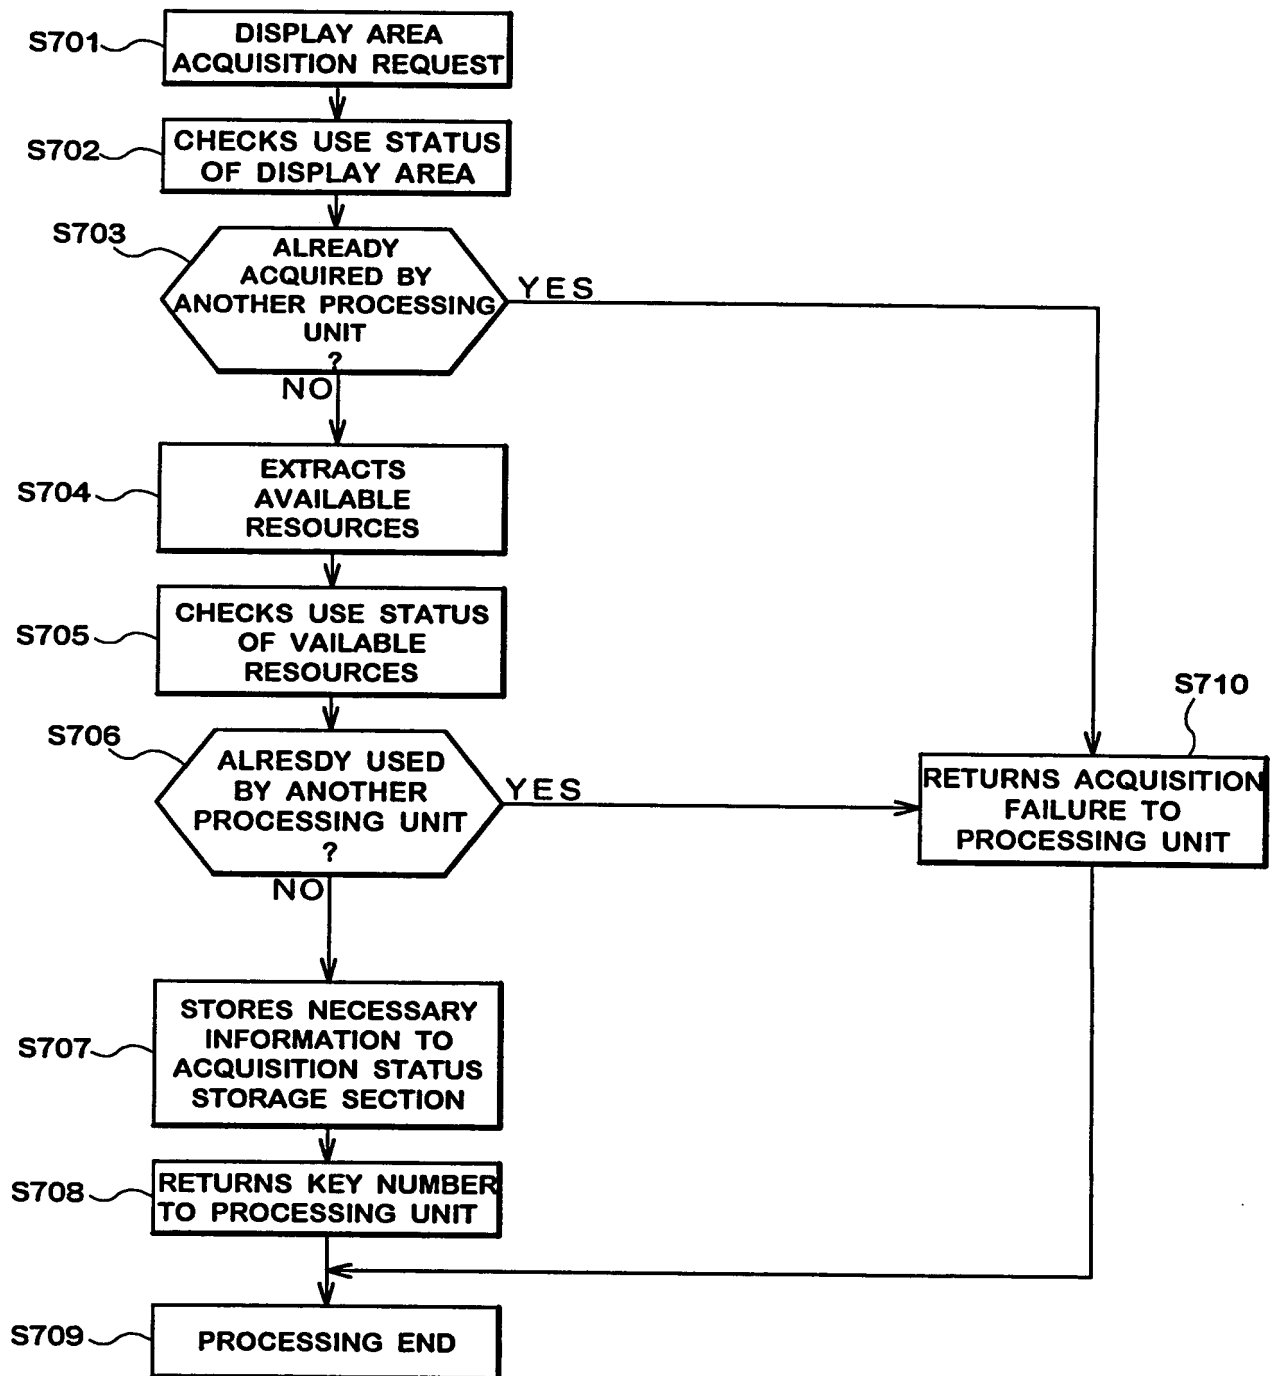 S701
DISPLAY AREA
ACQUISITION REQUEST
S702
CHECKS USE STATUS
OF DISPLAY AREA
S703
ALREADY
ACQUIRED BY
ANOTHER PROCESSING
UNIT
?
YES
NO
S704
EXTRACTS
AVAILABLE
RESOURCES
S705
CHECKS USE STATUS
OF VAILABLE
RESOURCES
S706
ALRESDY USED
BY ANOTHER
PROCESSING UNIT
?
YES
NO
S710
RETURNS ACQUISITION
FAILURE TO
PROCESSING UNIT
S707
STORES NECESSARY
INFORMATION TO
ACQUISITION STATUS
STORAGE SECTION
S708
RETURNS KEY NUMBER
TO PROCESSING UNIT
S709
PROCESSING END